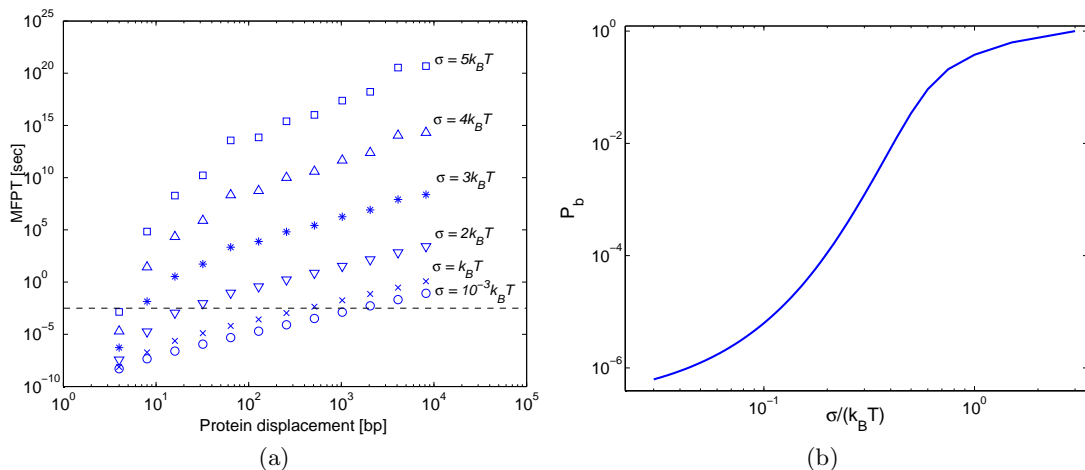 10^25
10^20
10^15
10^10
10^5
10^0
10^−5
10^−10
MFPT [sec]
10^0
10^1
10^2
10^3
10^4
10^5
Protein displacement [bp]
σ = 5k_BT
σ = 4k_BT
σ = 3k_BT
σ = 2k_BT
σ = k_BT
σ = 10^−3k_BT
(a)
10^0
10^−2
10^−4
10^−6
P_b
10^−1
10^0
σ/(k_BT)
(b)